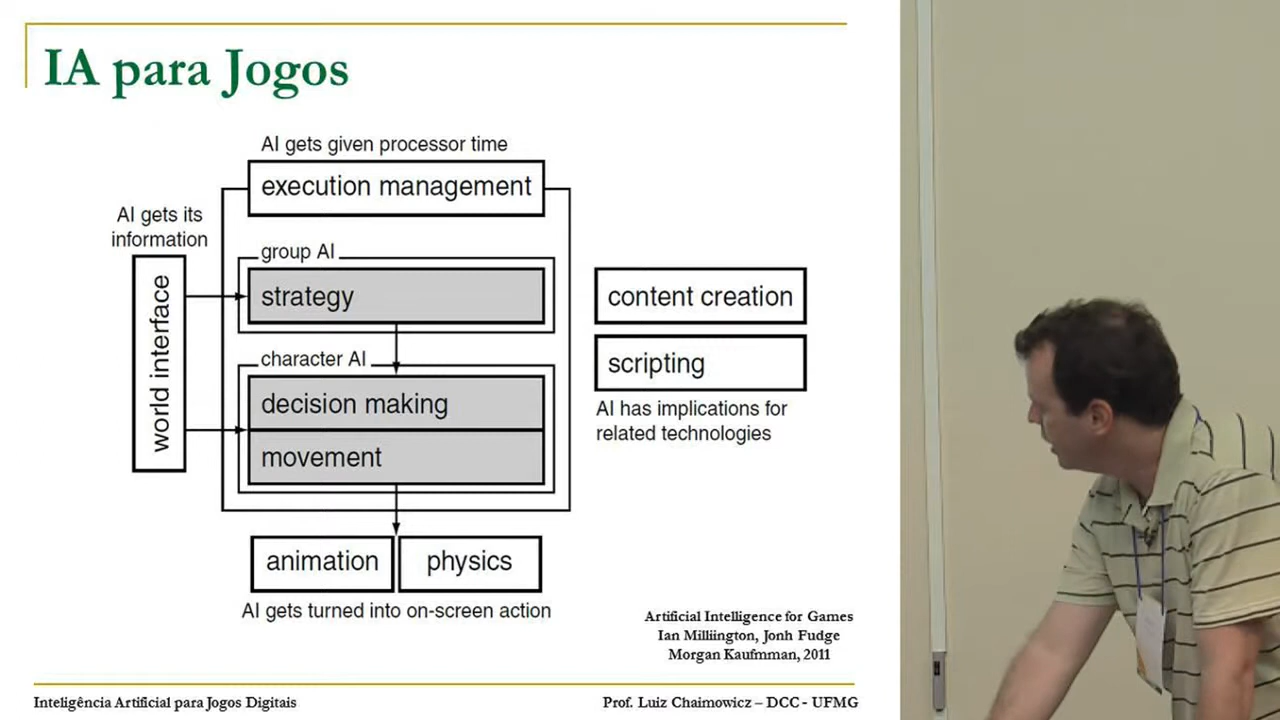 IA para Jogos
AI gets given processor time
execution management
AI gets its
information
world interface
group AI
strategy
character AI
decision making
movement
content creation
scripting
AI has implications for
related technologies
animation
physics
AI gets turned into on-screen action
Artificial Intelligence for Games
Ian Milliington, Jonh Fudge
Morgan Kaufmman, 2011
Inteligência Artificial para Jogos Digitais
Prof. Luiz Chaimowicz – DCC - UFMG